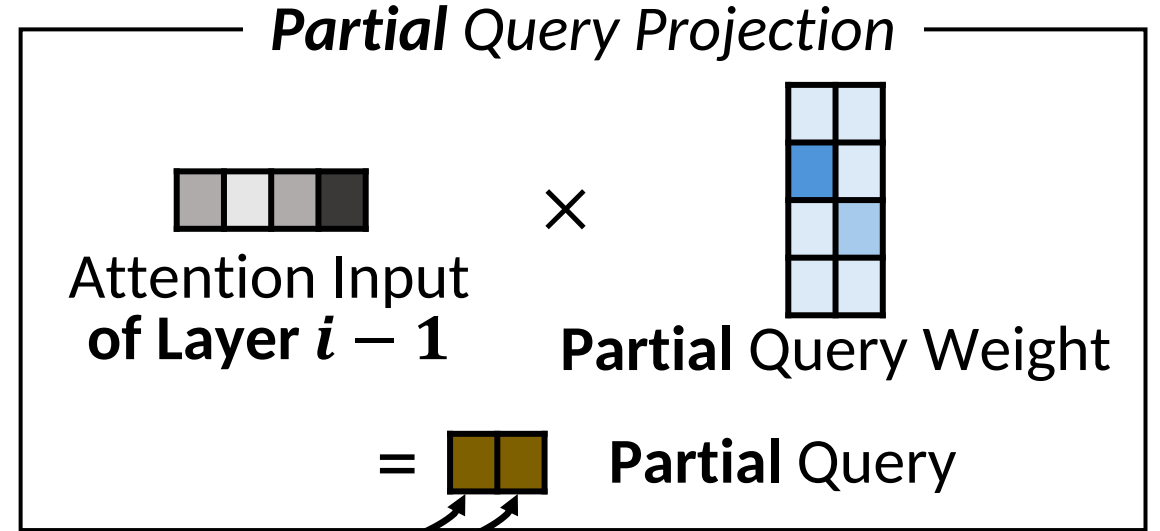 Partial Query Projection
×
Attention Input
of Layer i − 1
Partial Query Weight
= Partial Query